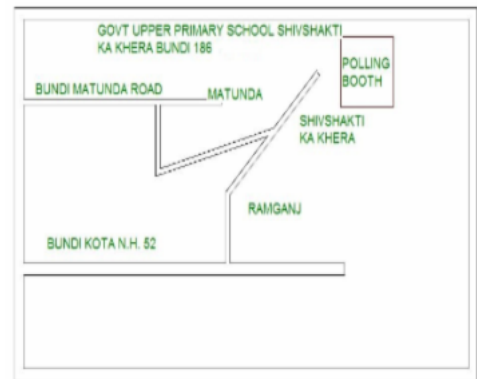 GOVT UPPER PRIMARY SCHOOL SHIVSHAKTI
KA KHERA BUNDI 186
POLLING
BOOTH
BUNDI MATUNDA ROAD
MATUNDA
SHIVSHAKTI
KA KHERA
RAMGANJ
BUNDI KOTA N.H. 52